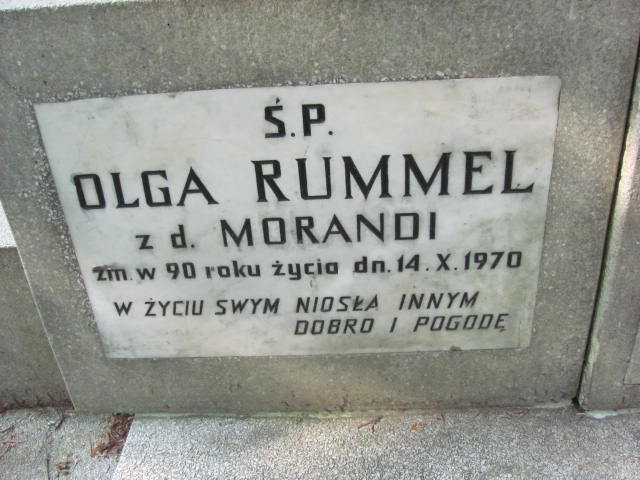 Ś.P.
OLGA RUMMEL
z d. MORANDI
zm. w 90 roku życia dn. 14.X.1970
W ŻYCIU SWYM NIOSŁA INNYM
DOBRO I POGODĘ